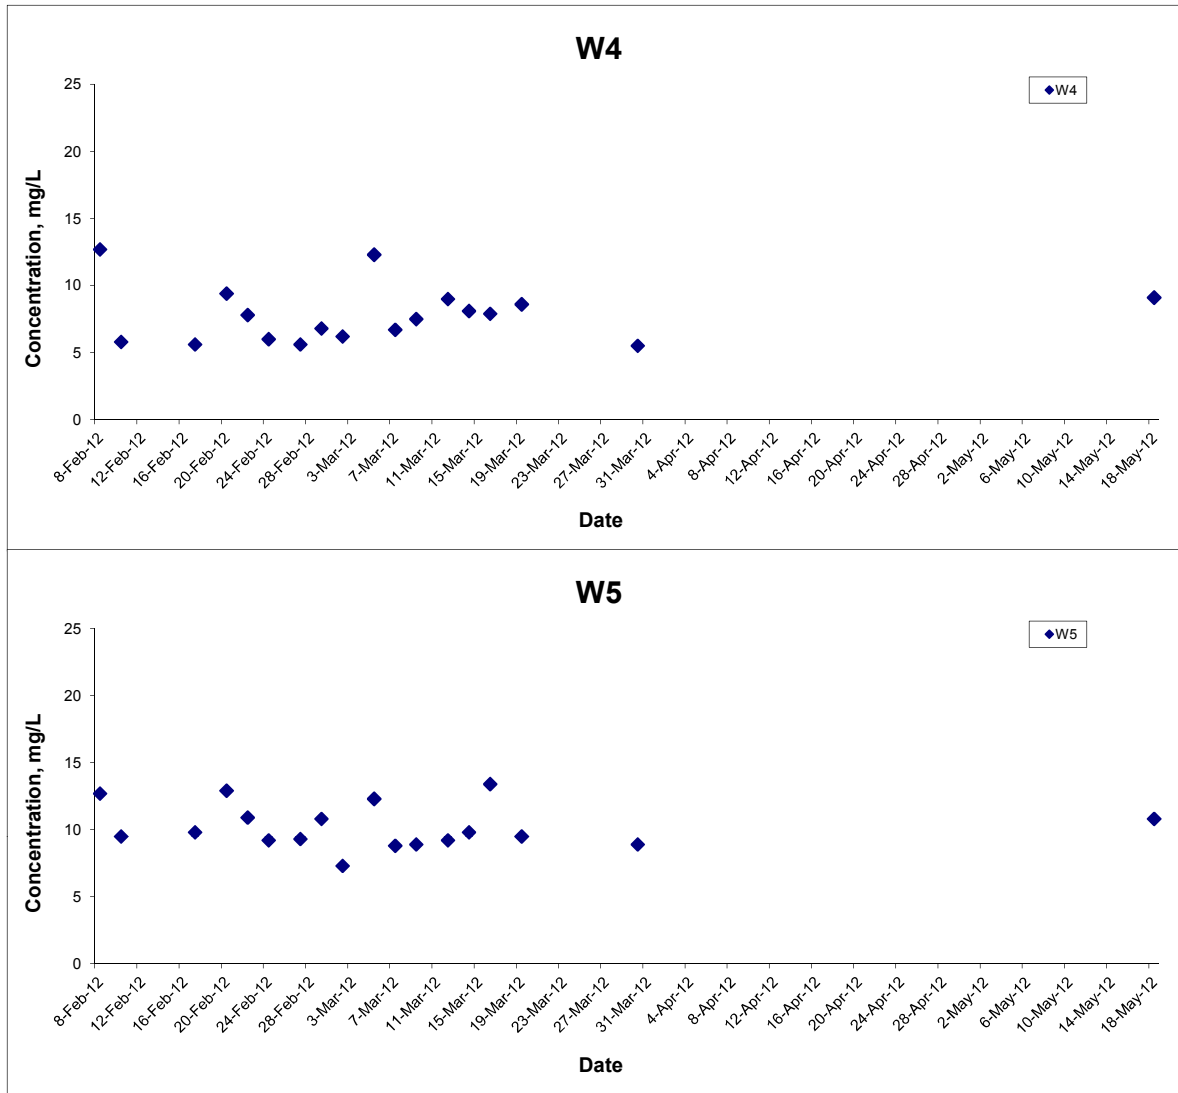 W4
W4
25
20
15
10
5
0
Concentration, mg/L
8-Feb-12
12-Feb-12
16-Feb-12
20-Feb-12
24-Feb-12
28-Feb-12
3-Mar-12
7-Mar-12
11-Mar-12
15-Mar-12
19-Mar-12
23-Mar-12
27-Mar-12
31-Mar-12
4-Apr-12
8-Apr-12
12-Apr-12
16-Apr-12
20-Apr-12
24-Apr-12
28-Apr-12
2-May-12
6-May-12
10-May-12
14-May-12
18-May-12
Date
W5
W5
25
20
15
10
5
0
Concentration, mg/L
8-Feb-12
12-Feb-12
16-Feb-12
20-Feb-12
24-Feb-12
28-Feb-12
3-Mar-12
7-Mar-12
11-Mar-12
15-Mar-12
19-Mar-12
23-Mar-12
27-Mar-12
31-Mar-12
4-Apr-12
8-Apr-12
12-Apr-12
16-Apr-12
20-Apr-12
24-Apr-12
28-Apr-12
2-May-12
6-May-12
10-May-12
14-May-12
18-May-12
Date